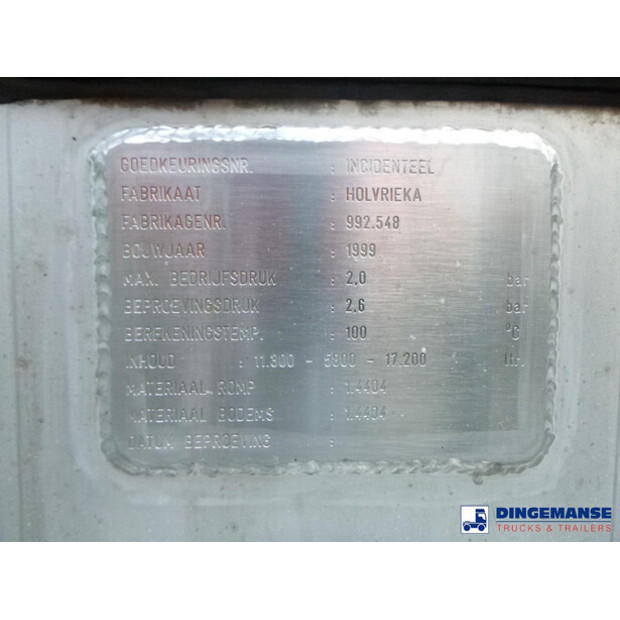 GOEDKEURINGSNR. : INCIDENTEEL
FABRIKAAT : HOLVRIEKA
FABRIKAGENR. : 992.548
BOUWJAAR : 1999
MAX. BEDRIJFSDRUK : 2,0 bar
BEPROEVINGSDRUK : 2,6 bar
BEREKENINGSTEMP. : 100 °C
INHOUD : 11.300 - 5900 - 17.200 ltr.
MATERIAAL ROMP : 1.4404
MATERIAAL BODEMS : 1.4404
DATUM BEPROEVING :
DINGEMANSE
TRUCKS & TRAILERS